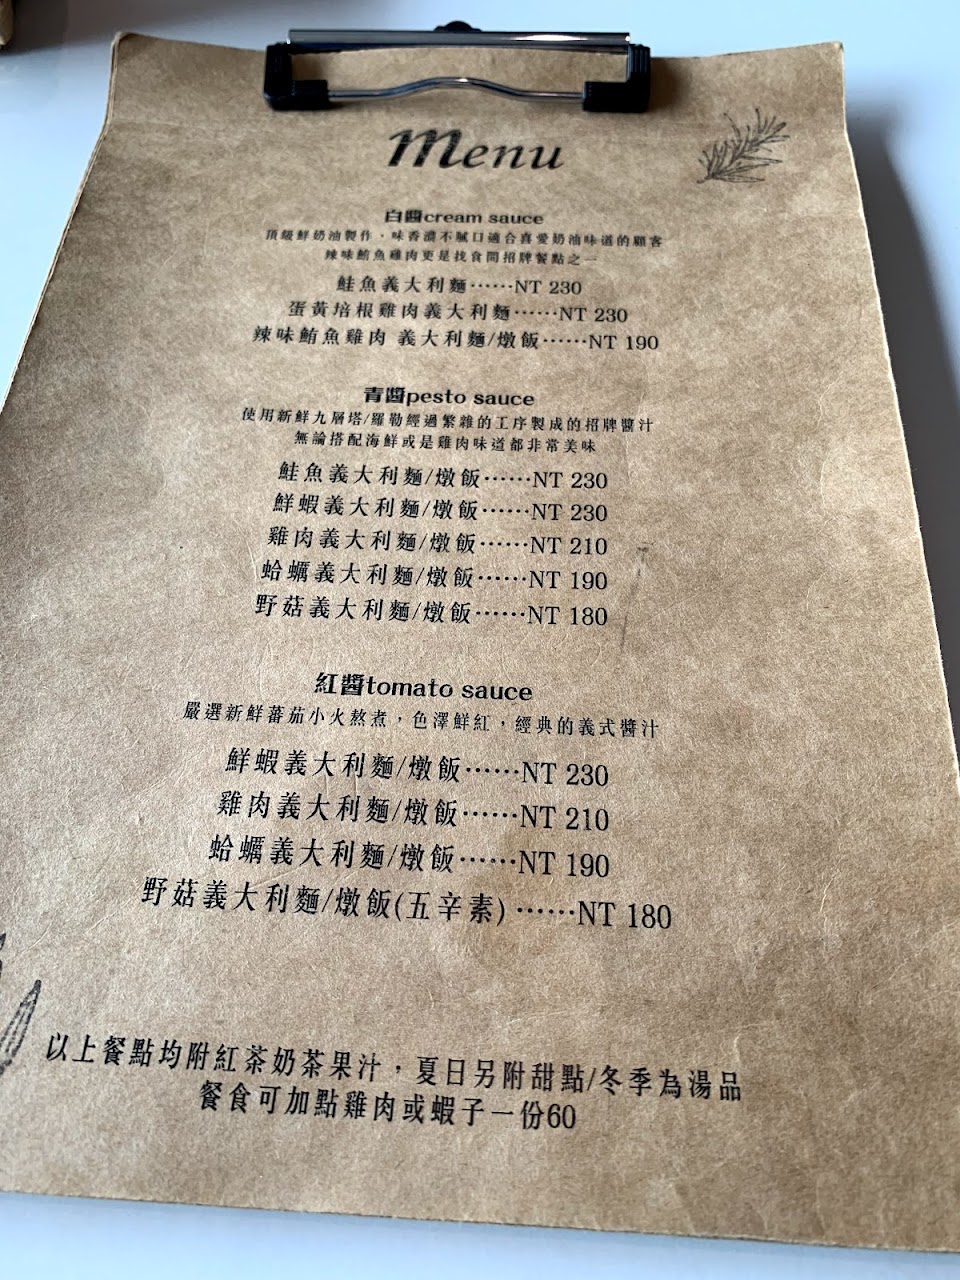 Menu
白醬cream sauce
頂級鮮奶油製作、味香濃不膩口適合喜愛奶油味道的顧客
辣味鮪魚雞肉更是找食間招牌餐點之一
鮭魚義大利麵⋯⋯NT 230
蛋黃培根雞肉義大利麵⋯⋯NT 230
辣味鮪魚雞肉 義大利麵/燉飯⋯⋯NT 190
青醬pesto sauce
使用新鮮九層塔/羅勒經過繁雜的工序製成的招牌醬汁
無論搭配海鮮或是雞肉味道都非常美味
鮭魚義大利麵/燉飯⋯⋯NT 230
鮮蝦義大利麵/燉飯⋯⋯NT 230
雞肉義大利麵/燉飯⋯⋯NT 210
蛤蠣義大利麵/燉飯⋯⋯NT 190
野菇義大利麵/燉飯⋯⋯NT 180
紅醬tomato sauce
嚴選新鮮蕃茄小火熬煮，色澤鮮紅，經典的義式醬汁
鮮蝦義大利麵/燉飯⋯⋯NT 230
雞肉義大利麵/燉飯⋯⋯NT 210
蛤蠣義大利麵/燉飯⋯⋯NT 190
野菇義大利麵/燉飯(五辛素) ⋯⋯NT 180
以上餐點均附紅茶奶茶果汁，夏日另附甜點/冬季為湯品
餐食可加點雞肉或蝦子一份60